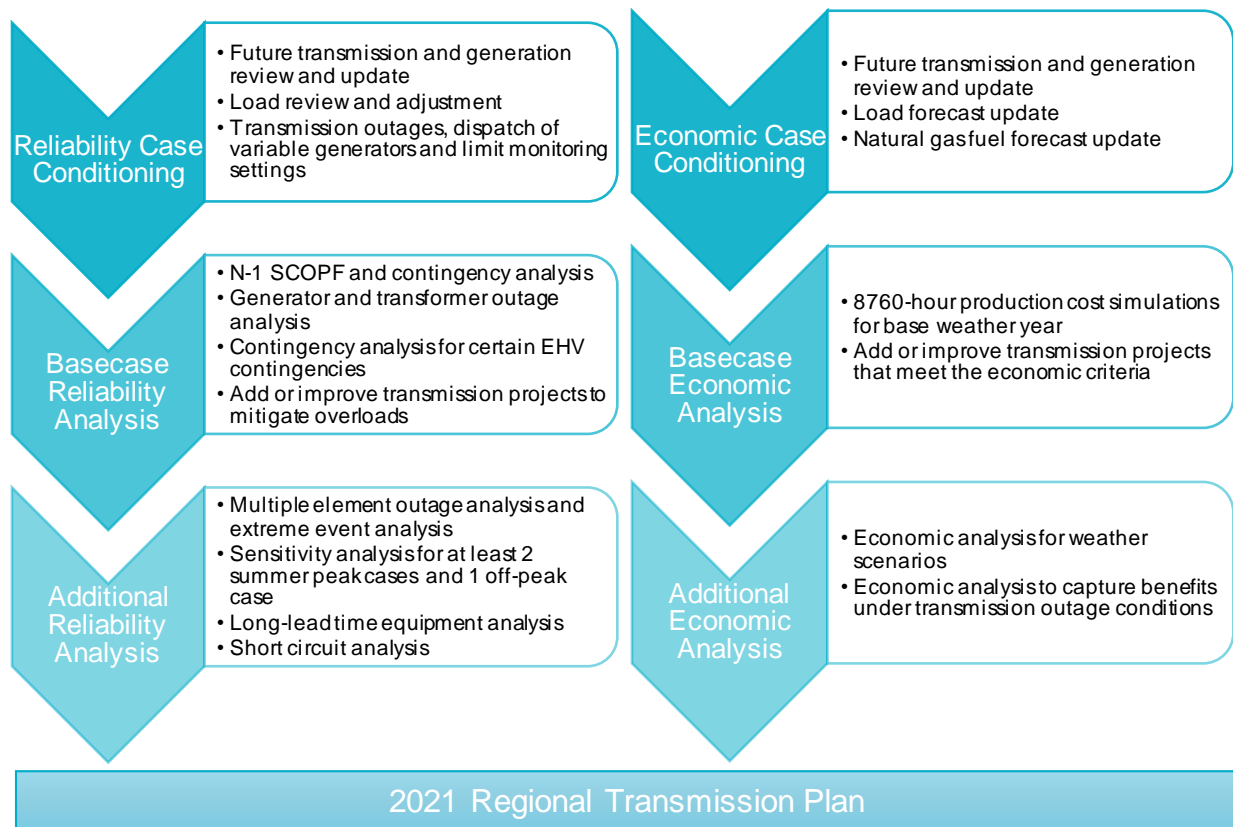 Reliability Case
Conditioning
• Future transmission and generation
review and update
• Load review and adjustment
• Transmission outages, dispatch of
variable generators and limit monitoring
settings
Basecase
Reliability
Analysis
• N-1 SCOPF and contingency analysis
• Generator and transformer outage
analysis
• Contingency analysis for certain EHV
contingencies
• Add or improve transmission projects to
mitigate overloads
Additional
Reliability
Analysis
• Multiple element outage analysis and
extreme event analysis
• Sensitivity analysis for at least 2
summer peak cases and 1 off-peak
case
• Long-lead time equipment analysis
• Short circuit analysis
Economic Case
Conditioning
• Future transmission and generation
review and update
• Load forecast update
• Natural gas fuel forecast update
Basecase
Economic
Analysis
• 8760-hour production cost simulations
for base weather year
• Add or improve transmission projects
that meet the economic criteria
Additional
Economic
Analysis
• Economic analysis for weather
scenarios
• Economic analysis to capture benefits
under transmission outage conditions
2021 Regional Transmission Plan